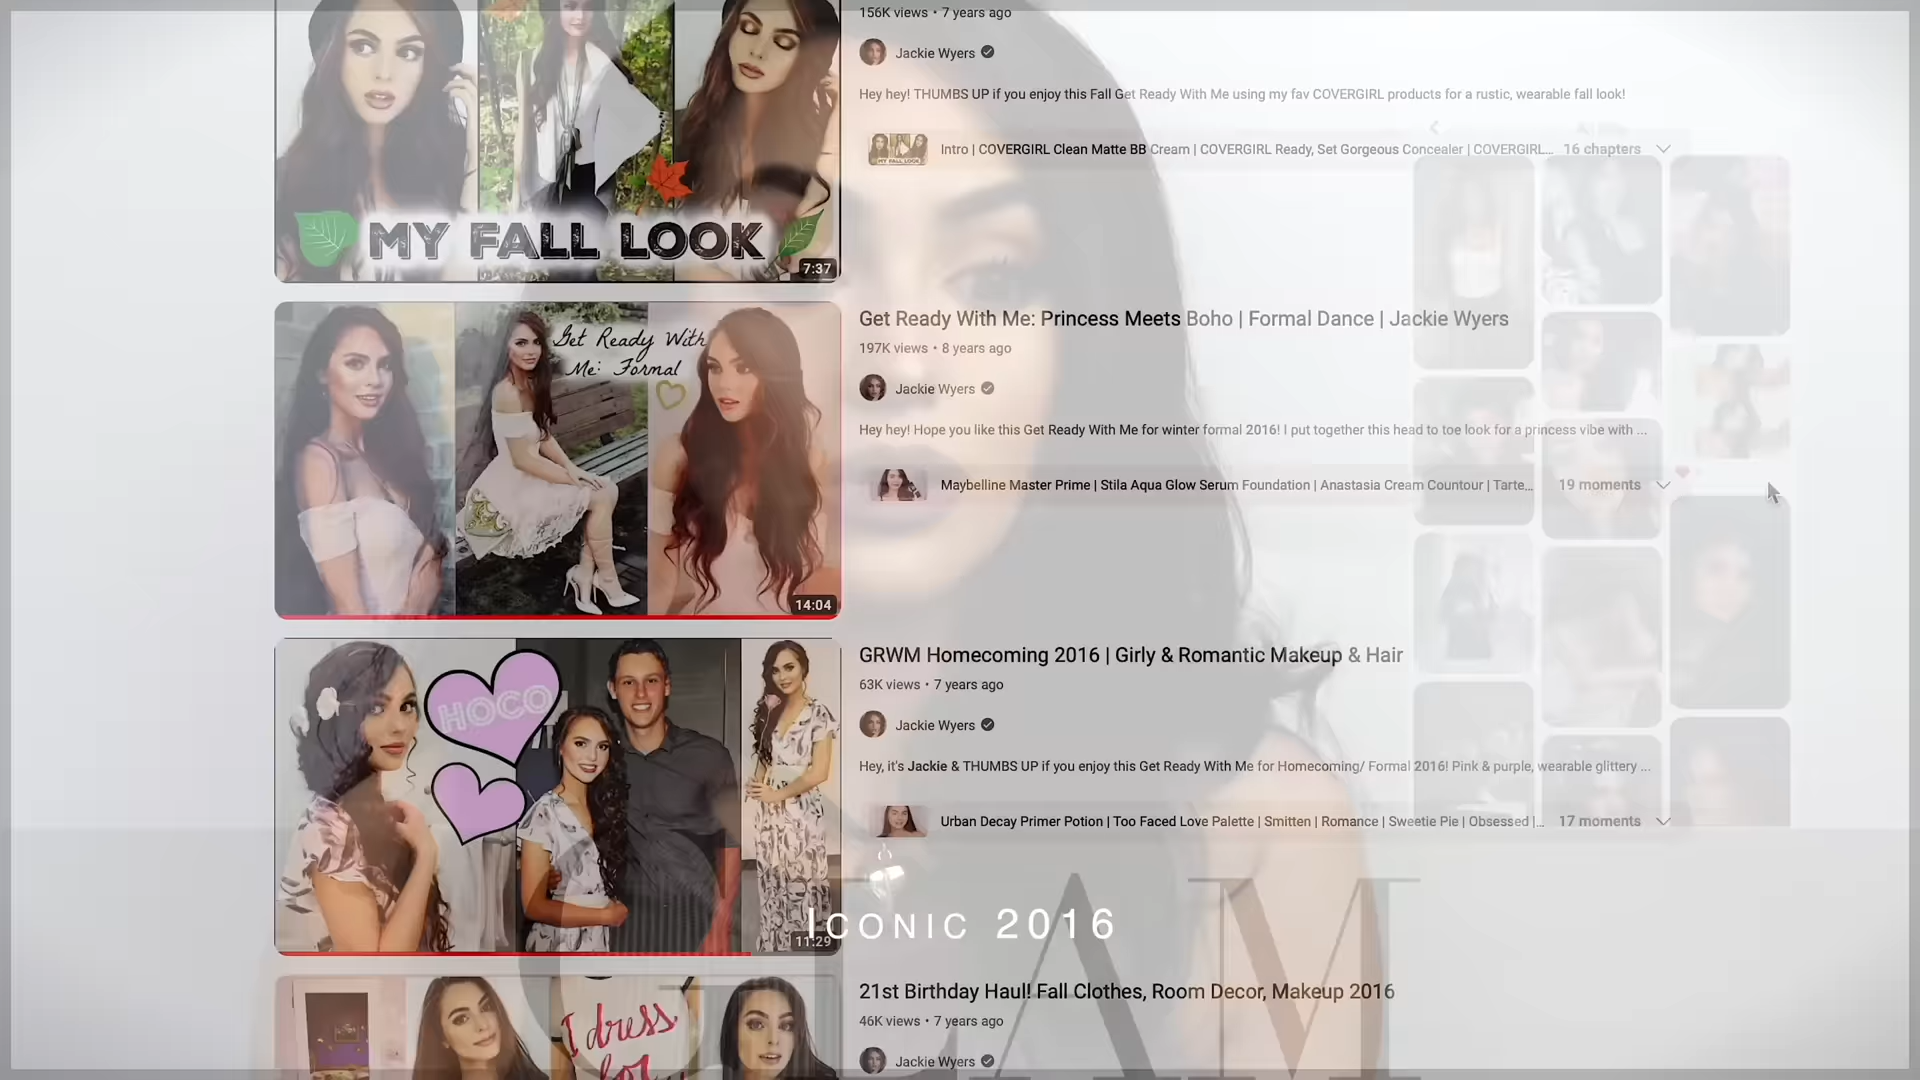 156K views • 7 years ago
Jackie Wyers
Hey hey! THUMBS UP if you enjoy this Fall Get Ready With Me using my fav COVERGIRL products for a rustic, wearable fall look!
Intro | COVERGIRL Clean Matte BB Cream | COVERGIRL Ready, Set Gorgeous Concealer | COVERGIRL... 16 chapters
MY FALL LOOK
7:37
Get Ready With Me: Princess Meets Boho | Formal Dance | Jackie Wyers
197K views • 8 years ago
Get Ready With
Me: Formal
Jackie Wyers
Hey hey! Hope you like this Get Ready With Me for winter formal 2016! I put together this head to toe look for a princess vibe with ...
Maybelline Master Prime | Stila Aqua Glow Serum Foundation | Anastasia Cream Countour | Tarte... 19 moments
14:04
GRWM Homecoming 2016 | Girly & Romantic Makeup & Hair
63K views • 7 years ago
HOCO
Jackie Wyers
Hey, it's Jackie & THUMBS UP if you enjoy this Get Ready With Me for Homecoming/ Formal 2016! Pink & purple, wearable glittery ...
Urban Decay Primer Potion | Too Faced Love Palette | Smitten | Romance | Sweetie Pie | Obsessed |... 17 moments
11:29
ICONIC 2016
21st Birthday Haul! Fall Clothes, Room Decor, Makeup 2016
46K views • 7 years ago
I dress
for
Jackie Wyers